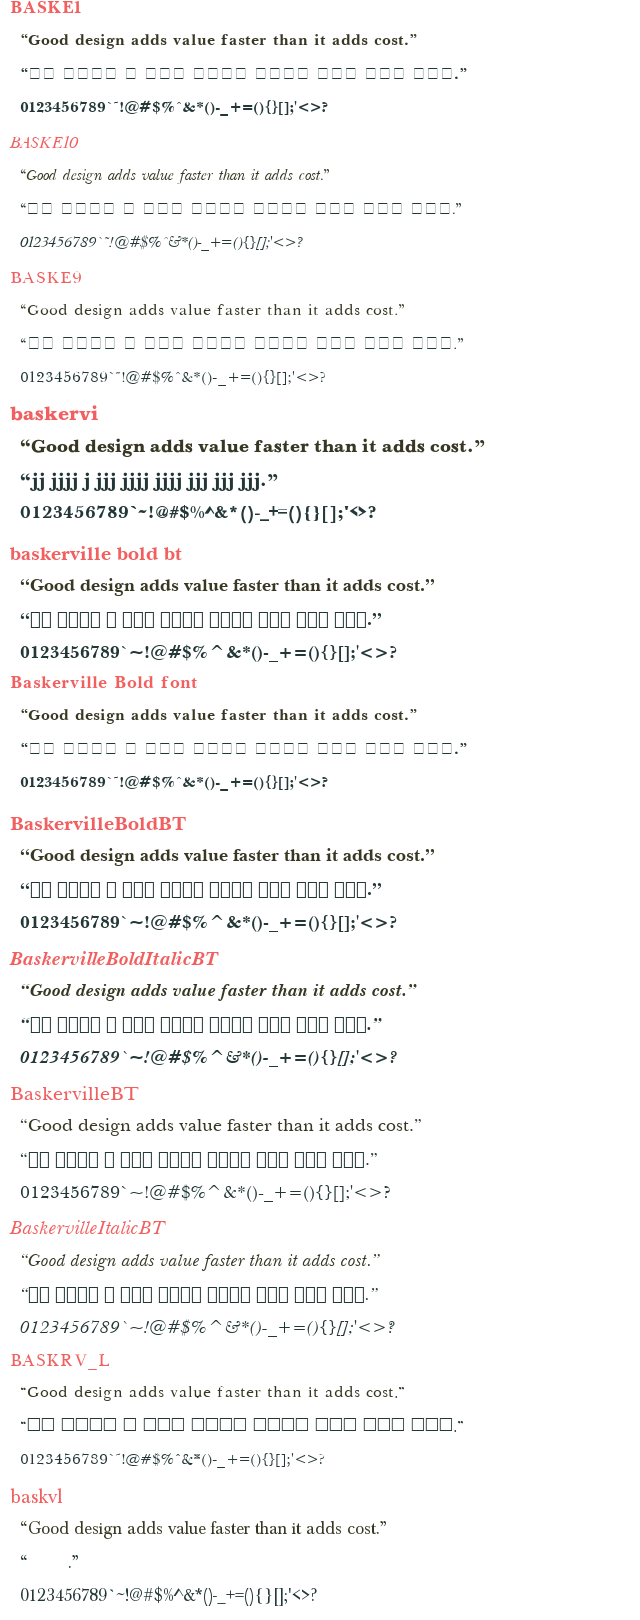 BASKE1
“Good design adds value faster than it adds cost.”
“□□ □□□□ □ □□□ □□□□ □□□□ □□□ □□□ □□□.”
0123456789`˜!@#$%ˆ&*()-_+=(){}[];'<>?
BASKE10
“Good design adds value faster than it adds cost.”
“□□ □□□□ □ □□□ □□□□ □□□□ □□□ □□□ □□□.”
0123456789`˜!@#$%ˆ&*()-_+=(){}[];'<>?
BASKE9
“Good design adds value faster than it adds cost.”
“□□ □□□□ □ □□□ □□□□ □□□□ □□□ □□□ □□□.”
0123456789`˜!@#$%ˆ&*()-_+=(){}[];'<>?
baskervi
“Good design adds value faster than it adds cost.”
“jj jjjj j jjj jjjj jjjj jjj jjj jjj.”
0123456789`~!@#$%^&*()-_+=(){}[];'<>?
baskerville bold bt
“Good design adds value faster than it adds cost.”
“□□ □□□□ □ □□□ □□□□ □□□□ □□□ □□□ □□□.”
0123456789`~!@#$%^&*()-_+=(){}[];'<>?
Baskerville Bold font
“Good design adds value faster than it adds cost.”
“□□ □□□□ □ □□□ □□□□ □□□□ □□□ □□□ □□□.”
0123456789`˜!@#$%ˆ&*()-_+=(){}[];'<>?
BaskervilleBoldBT
“Good design adds value faster than it adds cost.”
“□□ □□□□ □ □□□ □□□□ □□□□ □□□ □□□ □□□.”
0123456789`~!@#$%^&*()-_+=(){}[];'<>?
BaskervilleBoldItalicBT
“Good design adds value faster than it adds cost.”
“□□ □□□□ □ □□□ □□□□ □□□□ □□□ □□□ □□□.”
0123456789`~!@#$%^&*()-_+=(){}[];'<>?
BaskervilleBT
“Good design adds value faster than it adds cost.”
“□□ □□□□ □ □□□ □□□□ □□□□ □□□ □□□ □□□.”
0123456789`~!@#$%^&*()-_+=(){}[];'<>?
BaskervilleItalicBT
“Good design adds value faster than it adds cost.”
“□□ □□□□ □ □□□ □□□□ □□□□ □□□ □□□ □□□.”
0123456789`~!@#$%^&*()-_+=(){}[];'<>?
BASKRV_L
"Good design adds value faster than it adds cost."
"□□ □□□□ □ □□□ □□□□ □□□□ □□□ □□□ □□□."
0123456789`˜!@#$%ˆ&*()-_+=(){}[];'<>?
baskvl
“Good design adds value faster than it adds cost.”
“ .”
0123456789`~!@#$%^&*()-_+=(){}[];'<>?